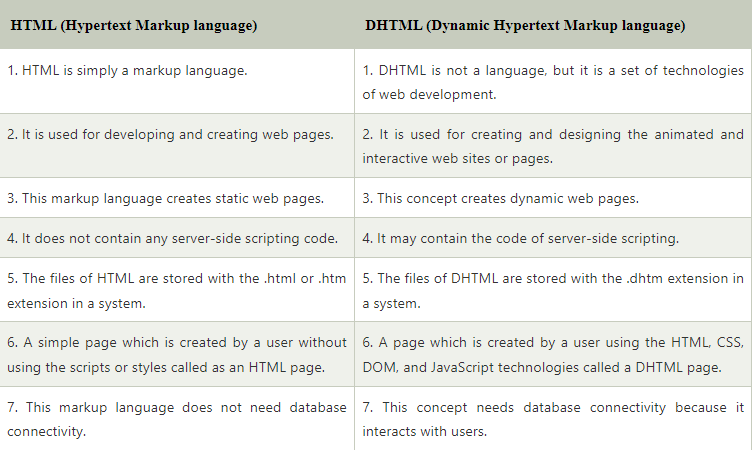 HTML (Hypertext Markup language)
DHTML (Dynamic Hypertext Markup language)
1. HTML is simply a markup language.
1. DHTML is not a language, but it is a set of technologies
of web development.
2. It is used for developing and creating web pages.
2. It is used for creating and designing the animated and
interactive web sites or pages.
3. This markup language creates static web pages.
3. This concept creates dynamic web pages.
4. It does not contain any server-side scripting code.
4. It may contain the code of server-side scripting.
5. The files of HTML are stored with the .html or .htm
extension in a system.
5. The files of DHTML are stored with the .dhtm extension in
a system.
6. A simple page which is created by a user without
using the scripts or styles called as an HTML page.
6. A page which is created by a user using the HTML, CSS,
DOM, and JavaScript technologies called a DHTML page.
7. This markup language does not need database
connectivity.
7. This concept needs database connectivity because it
interacts with users.